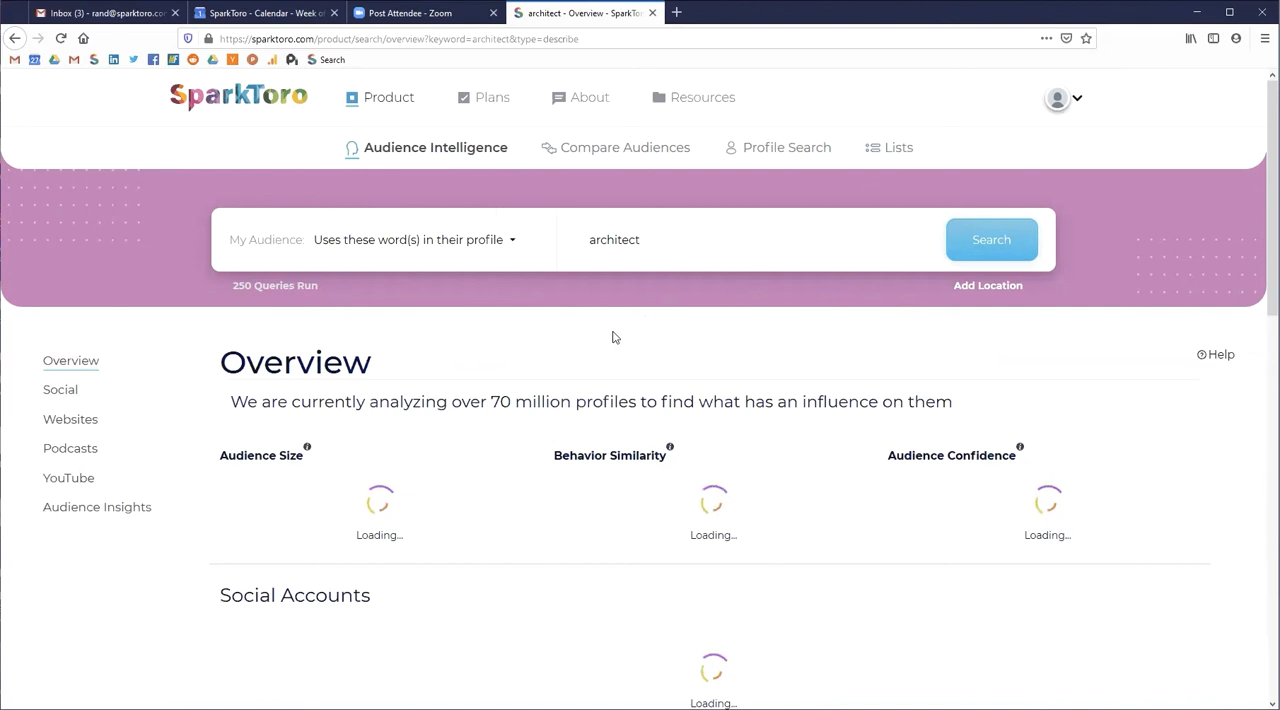 Inbox (3) - rand@sparktoro.co
SparkToro - Calendar - Week of
Post Attendee - Zoom
architect - Overview - SparkTo
https://sparktoro.com/product/search/overview?keyword=architect&type=describe
Search
SparkToro
Product
Plans
About
Resources
Audience Intelligence
Compare Audiences
Profile Search
Lists
My Audience: Uses these word(s) in their profile
architect
Search
250 Queries Run
Add Location
Overview
Social
Websites
Podcasts
YouTube
Audience Insights
Overview
Help
We are currently analyzing over 70 million profiles to find what has an influence on them
Audience Size
Behavior Similarity
Audience Confidence
Loading...
Loading...
Loading...
Social Accounts
Loading...